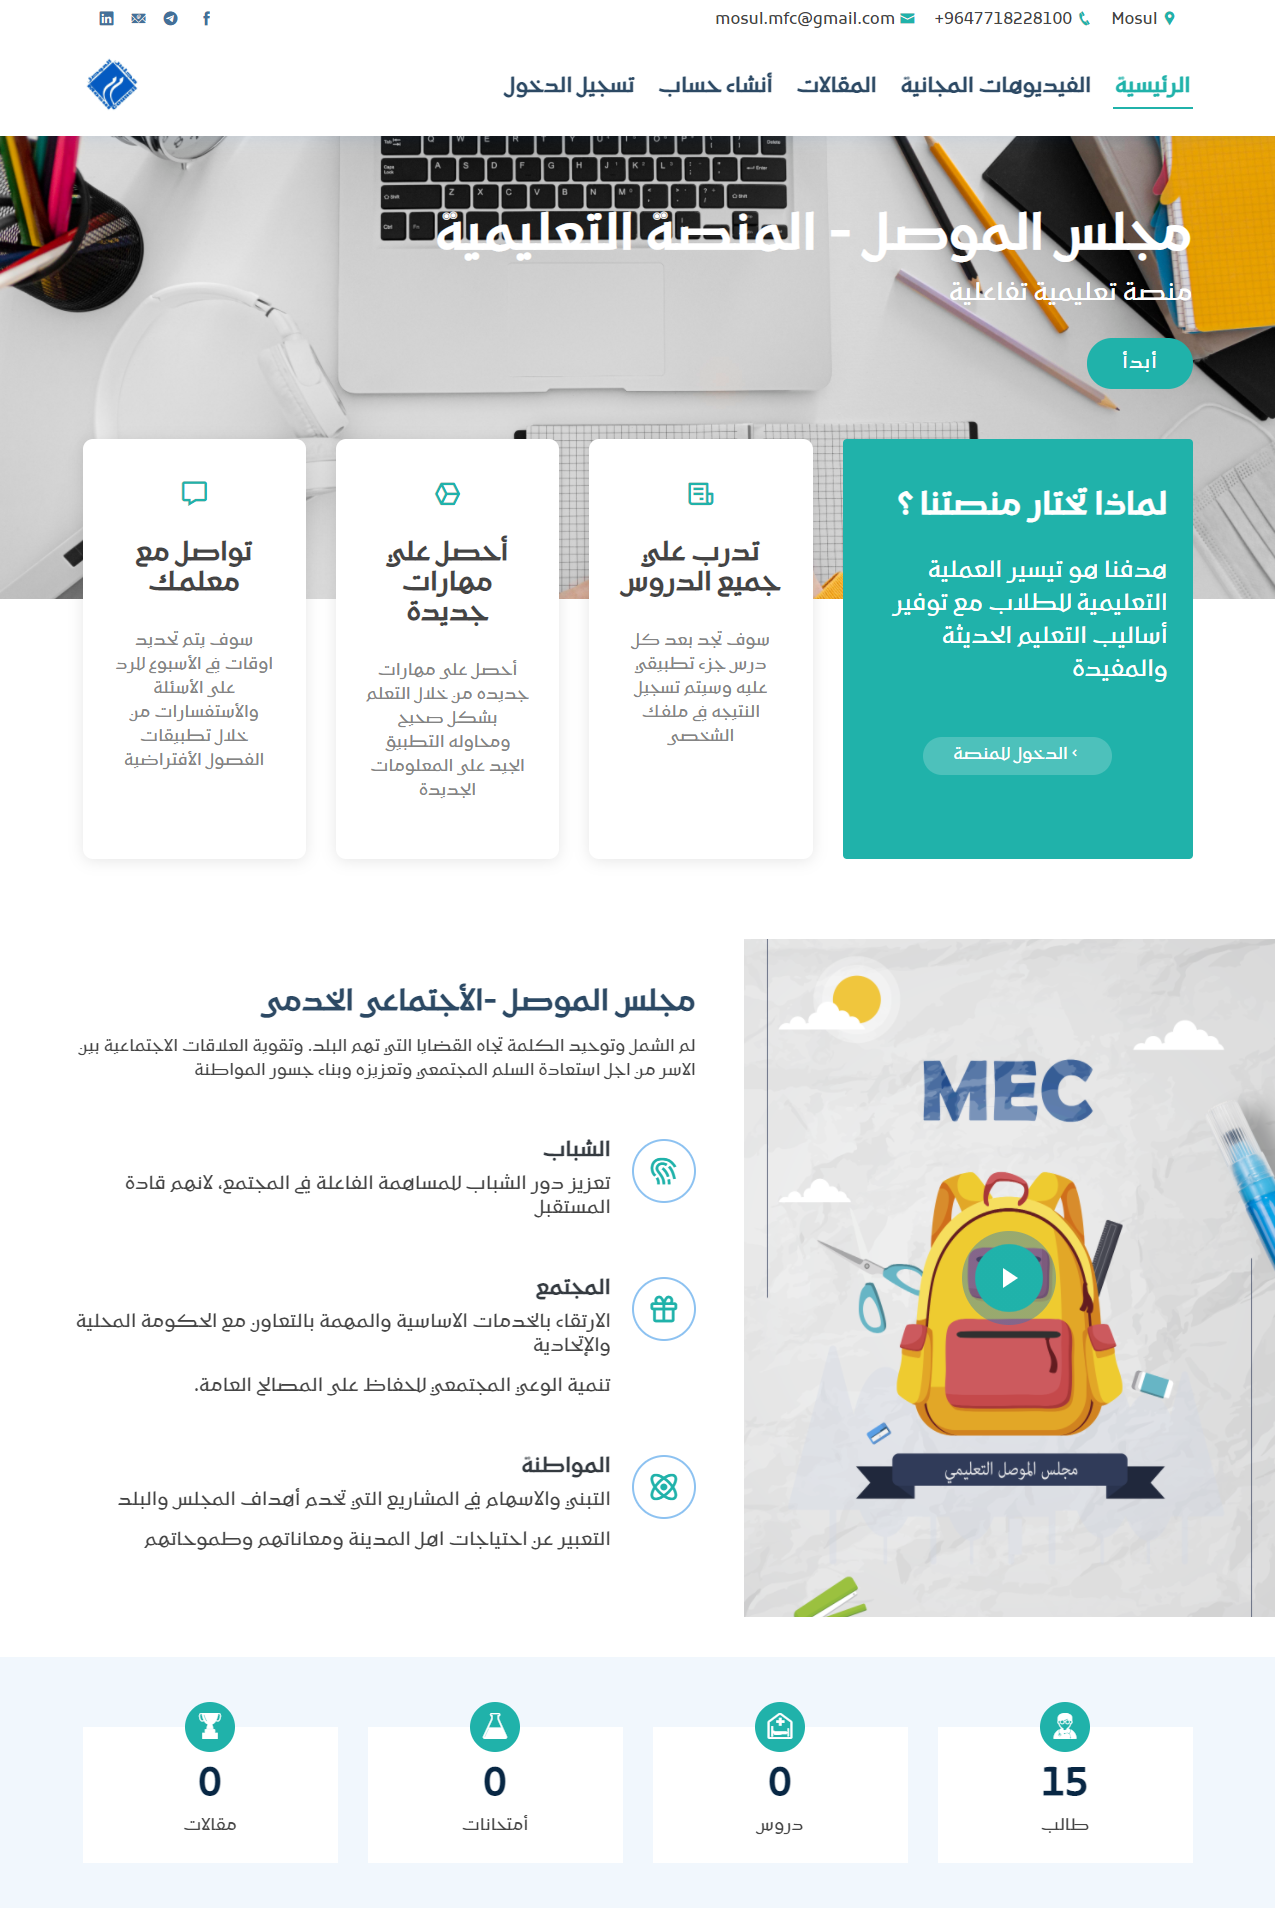 Mosul
+9647718228100
mosul.mfc@gmail.com
الرئيسية
الفيديوهات المجانية
المقالات
أنشاء حساب
تسجيل الدخول
مجلس الموصل - المنصة التعليمية
منصة تعليمية تفاعلية
أبدأ
لماذا تختار منصتنا ؟
هدفنا هو تيسير العملية
التعليمية للطلاب مع توفير
أساليب التعليم الحديثة
والمفيدة
الدخول للمنصة
تدرب علي
جميع الدروس
سوف تجد بعد كل
درس جزء تطبيقي
عليه وسيتم تسجيل
النتيجه في ملفك
الشخصى
أحصل علي
مهارات
جديدة
أحصل على مهارات
جديده من خلال التعلم
بشكل صحيح
ومحاوله التطبيق
الجيد على المعلومات
الجديدة
تواصل مع
معلمك
سوف يتم تحديد
اوقات في الأسبوع للرد
على الأسئلة
والأستفسارات من
خلال تطبيقات
الفصول الأفتراضية
MEC
مجلس الموصل التعليمي
مجلس الموصل -الأجتماعى الخدمى
لم الشمل وتوحيد الكلمة تجاه القضايا التي تهم البلد. وتقوية العلاقات الاجتماعية بين
الاسر من اجل استعادة السلم المجتمعي وتعزيزه وبناء جسور المواطنة
الشباب
تعزيز دور الشباب للمساهمة الفاعلة في المجتمع، لانهم قادة
المستقبل
المجتمع
الارتقاء بالخدمات الاساسية والمهمة بالتعاون مع الحكومة المحلية
والإتحادية
تنمية الوعي المجتمعي للحفاظ على المصالح العامة.
المواطنة
التبني والاسهام في المشاريع التي تخدم أهداف المجلس والبلد
التعبير عن احتياجات اهل المدينة ومعاناتهم وطموحاتهم
15
طالب
0
دروس
0
أمتحانات
0
مقالات